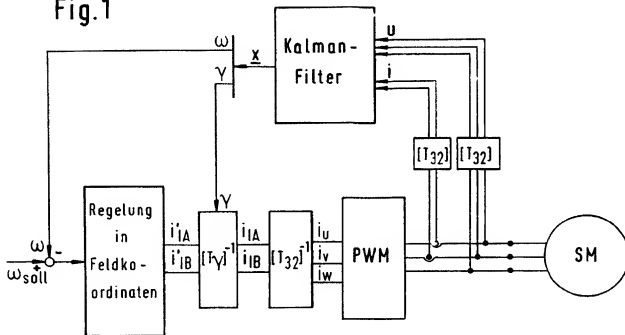 Fig.1
Kalman-
Filter
x
ω
γ
u
i
[T32]
[T32]
γ
Regelung
in
Feldko-
ordinaten
ω
-
+
ωsoll
i'1A
i'1B
[Tγ]-1
i1A
i1B
[T32]-1
iu
iv
iw
PWM
SM